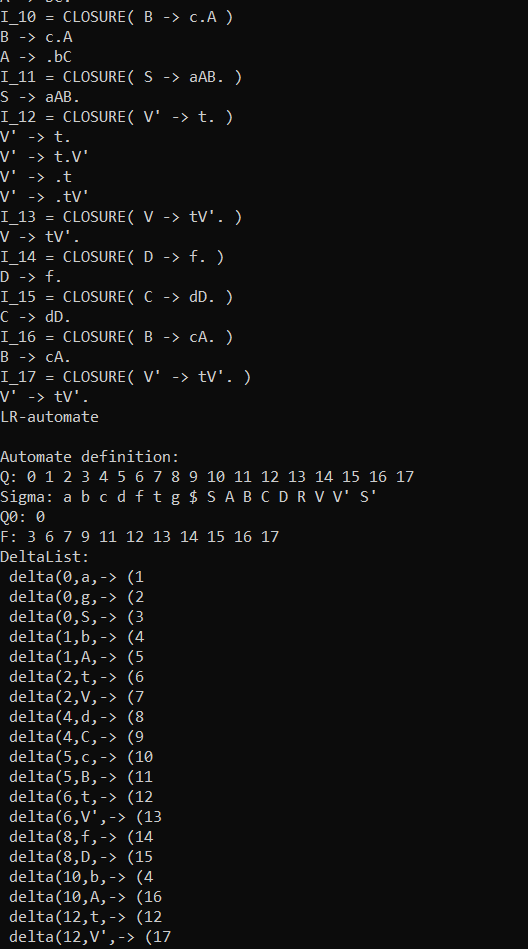 I_10 = CLOSURE( B -> c.A )
B -> c.A
A -> .bC
I_11 = CLOSURE( S -> aAB. )
S -> aAB.
I_12 = CLOSURE( V' -> t. )
V' -> t.
V' -> t.V'
V' -> .t
V' -> .tV'
I_13 = CLOSURE( V -> tV'. )
V -> tV'.
I_14 = CLOSURE( D -> f. )
D -> f.
I_15 = CLOSURE( C -> dD. )
C -> dD.
I_16 = CLOSURE( B -> cA. )
B -> cA.
I_17 = CLOSURE( V' -> tV'. )
V' -> tV'.
LR-automate
Automate definition:
Q: 0 1 2 3 4 5 6 7 8 9 10 11 12 13 14 15 16 17
Sigma: a b c d f t g $ S A B C D R V V' S'
Q0: 0
F: 3 6 7 9 11 12 13 14 15 16 17
DeltaList:
delta(0,a,-> (1
delta(0,g,-> (2
delta(0,S,-> (3
delta(1,b,-> (4
delta(1,A,-> (5
delta(2,t,-> (6
delta(2,V,-> (7
delta(4,d,-> (8
delta(4,C,-> (9
delta(5,c,-> (10
delta(5,B,-> (11
delta(6,t,-> (12
delta(6,V',-> (13
delta(8,f,-> (14
delta(8,D,-> (15
delta(10,b,-> (4
delta(10,A,-> (16
delta(12,t,-> (12
delta(12,V',-> (17